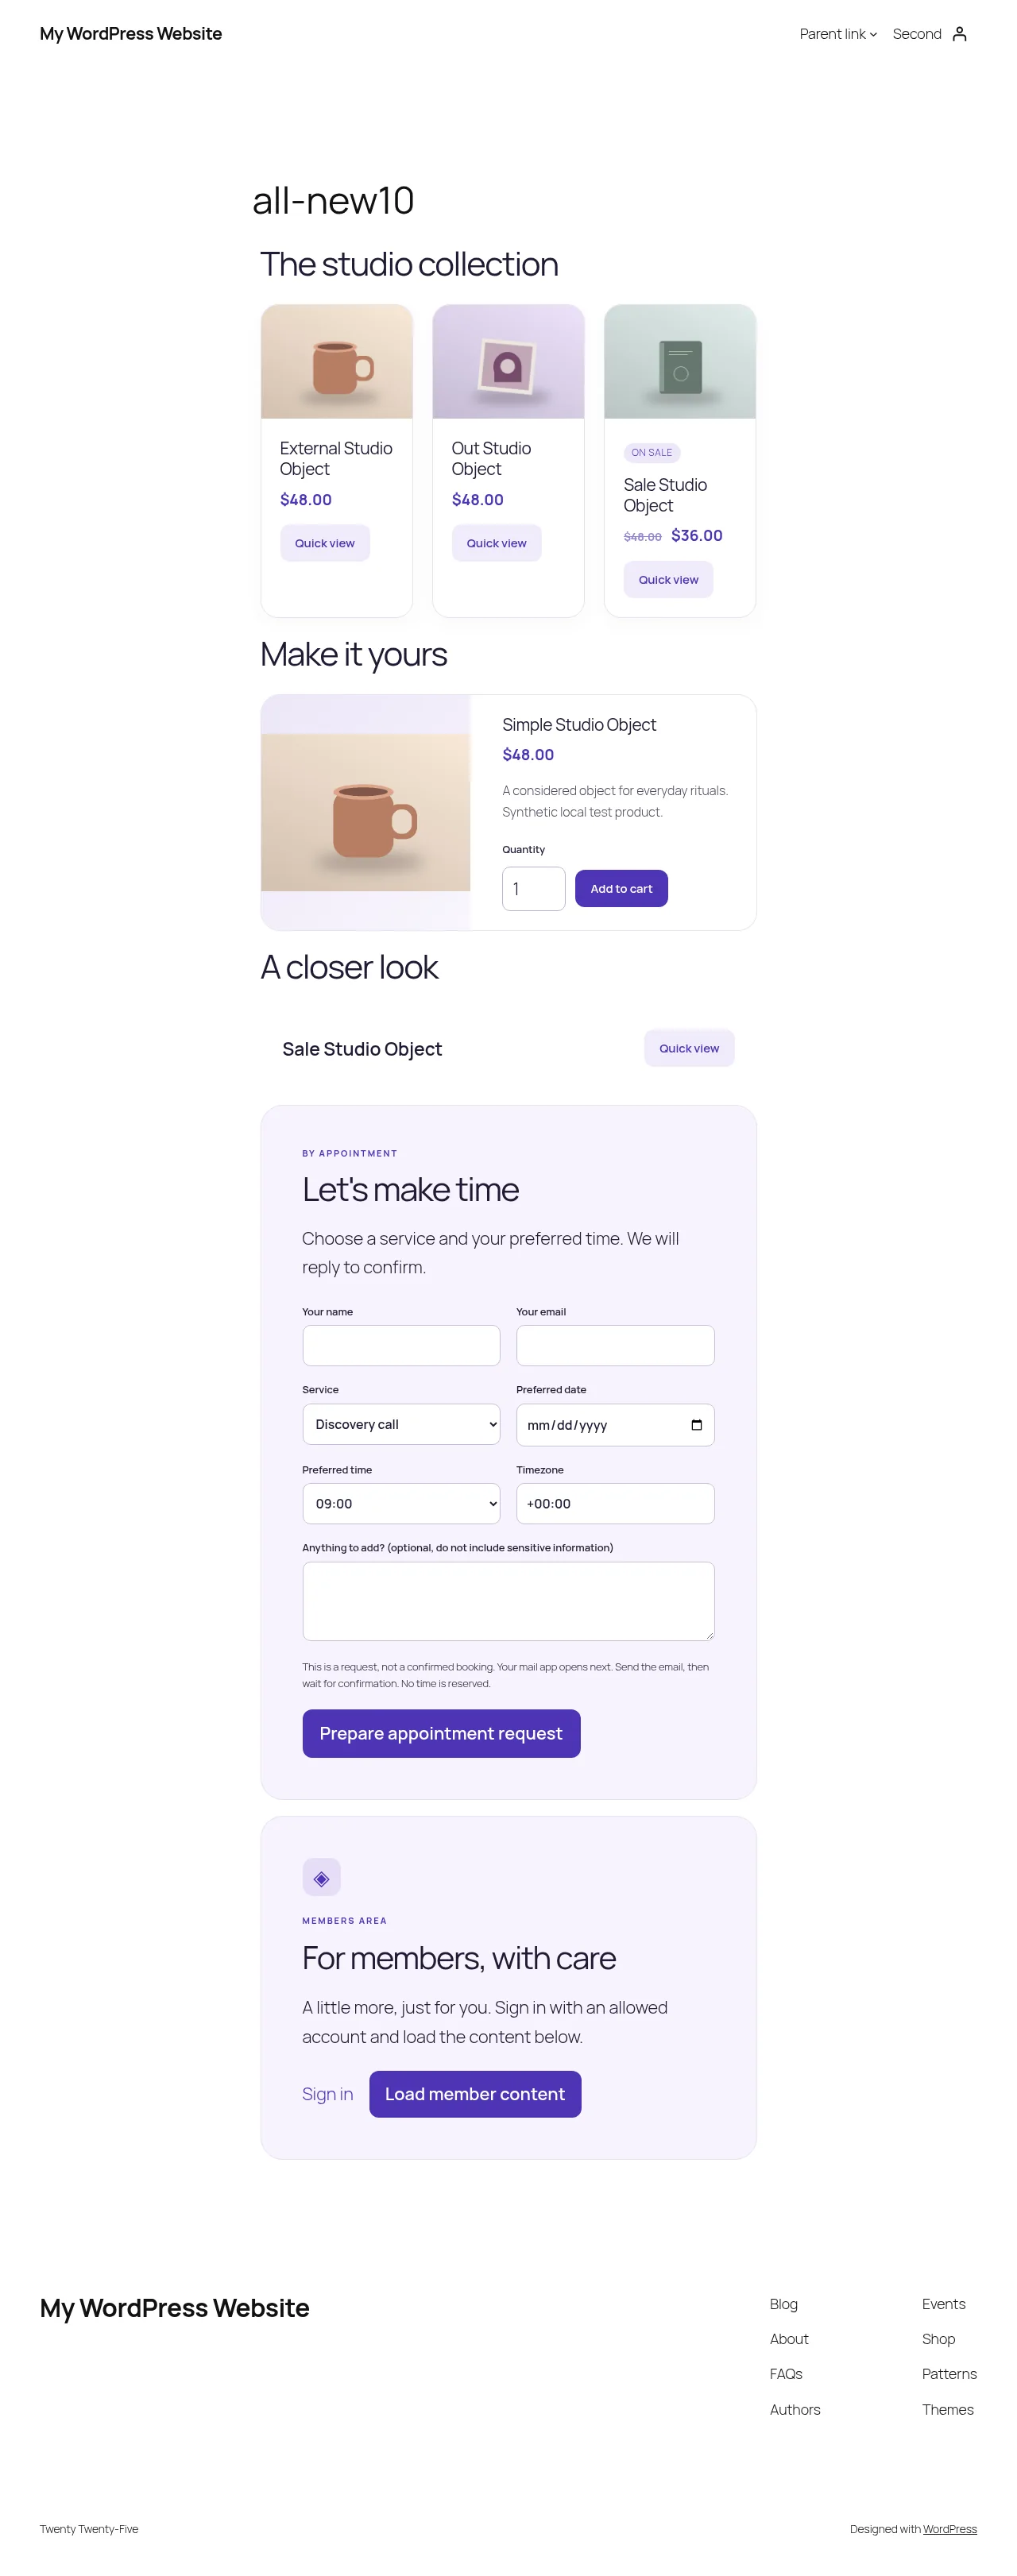 My WordPress Website
Parent link
Second
all-new10
The studio collection
External Studio
Object
$48.00
Quick view
Out Studio
Object
$48.00
Quick view
ON SALE
Sale Studio
Object
$48.00 $36.00
Quick view
Make it yours
Simple Studio Object
$48.00
A considered object for everyday rituals.
Synthetic local test product.
Quantity
1
Add to cart
A closer look
Sale Studio Object
Quick view
BY APPOINTMENT
Let's make time
Choose a service and your preferred time. We will
reply to confirm.
Your name
Your email
Service
Preferred date
Discovery call
mm/dd/yyyy
Preferred time
Timezone
09:00
+00:00
Anything to add? (optional, do not include sensitive information)
This is a request, not a confirmed booking. Your mail app opens next. Send the email, then
wait for confirmation. No time is reserved.
Prepare appointment request
MEMBERS AREA
For members, with care
A little more, just for you. Sign in with an allowed
account and load the content below.
Sign in
Load member content
My WordPress Website
Blog
About
FAQs
Authors
Events
Shop
Patterns
Themes
Twenty Twenty-Five
Designed with WordPress